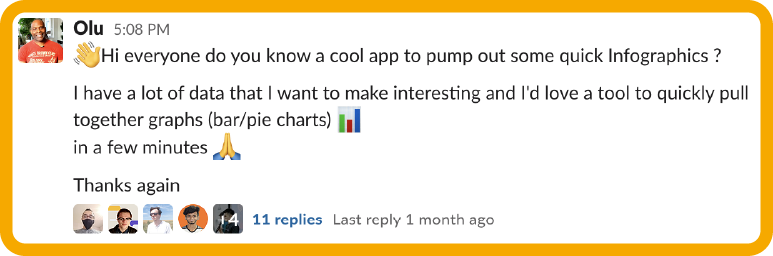 Olu 5:08 PM
👋Hi everyone do you know a cool app to pump out some quick Infographics ?
I have a lot of data that I want to make interesting and I'd love a tool to quickly pull
together graphs (bar/pie charts) 📊
in a few minutes 🙏
Thanks again
+4 11 replies Last reply 1 month ago